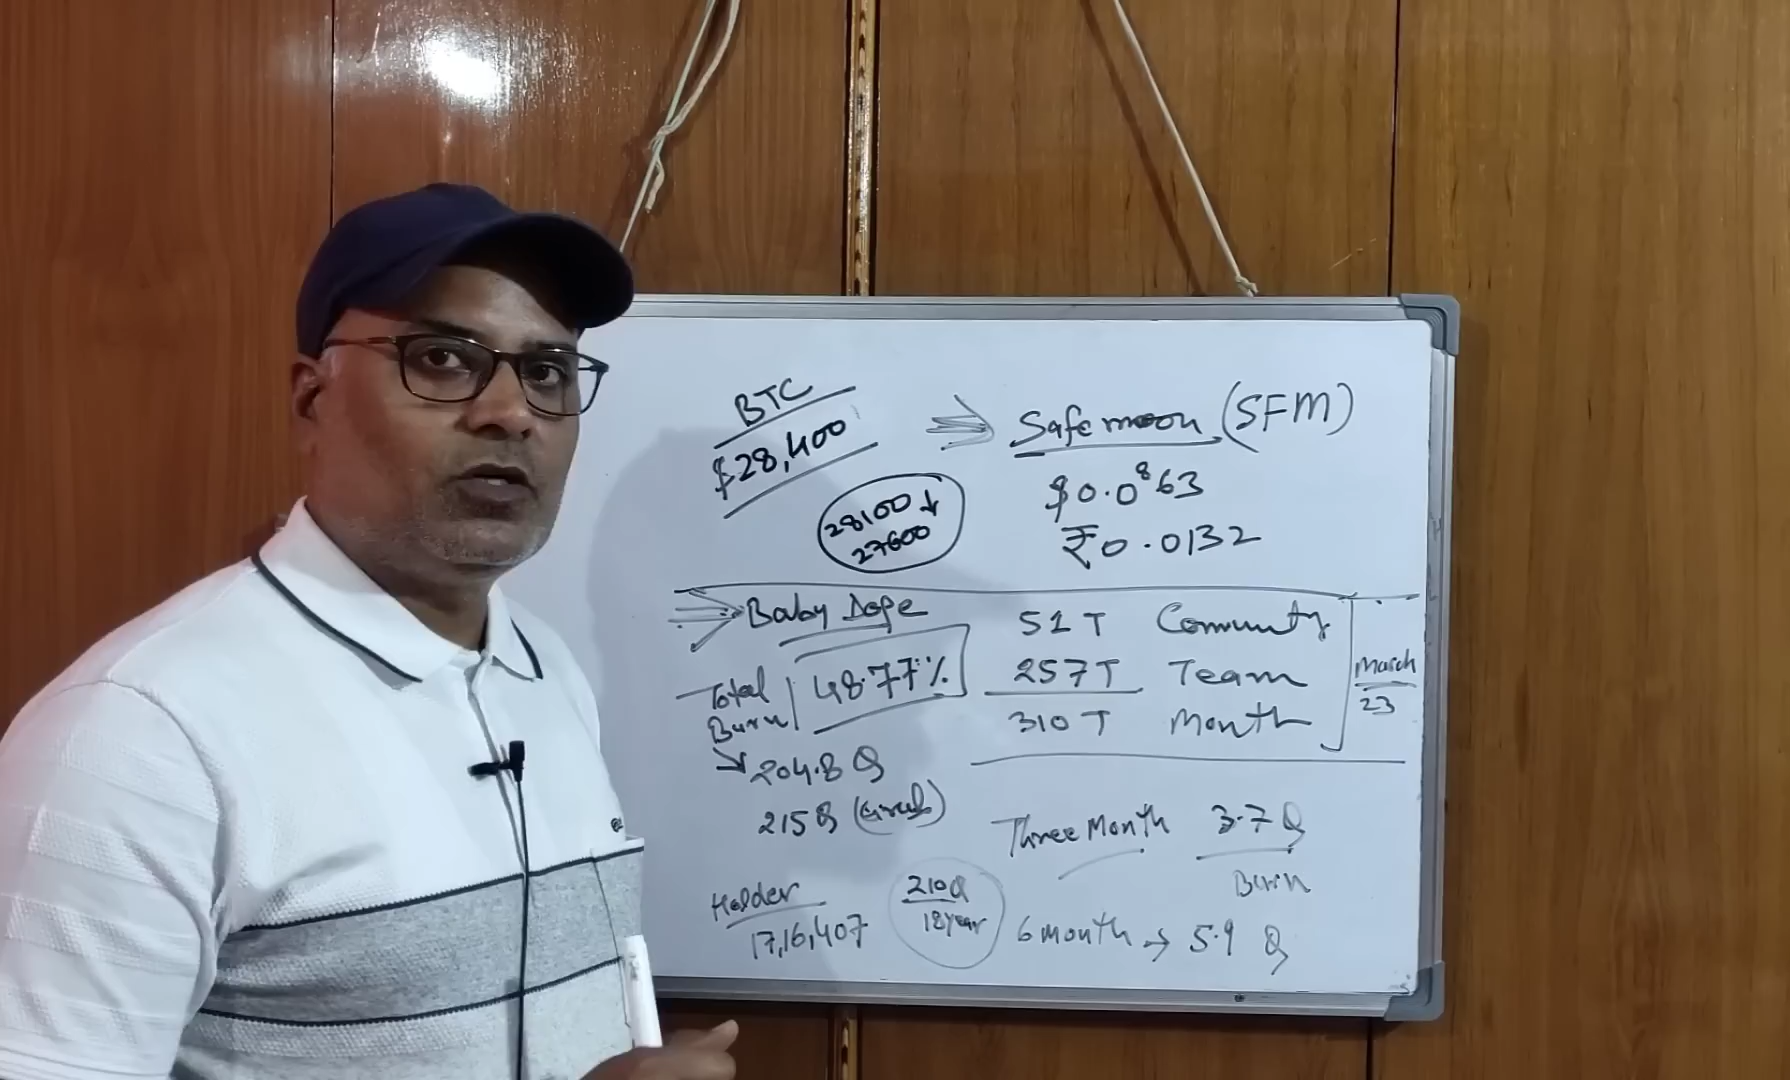 BTC
$28,400
28100 ↓
27600
⇒ Safemoon (SFM)
$0.0⁸63
₹0.0132
⇒ Baby Doge
Total
Burn
48.77%
→ 204.8 Q
215 Q
Holder
17,16,407
51 T Comunity
257 T Team
310 T Month
March
23
Three Month 3.7 Q
Burn
210Q
18 year
6 month → 5.9 Q